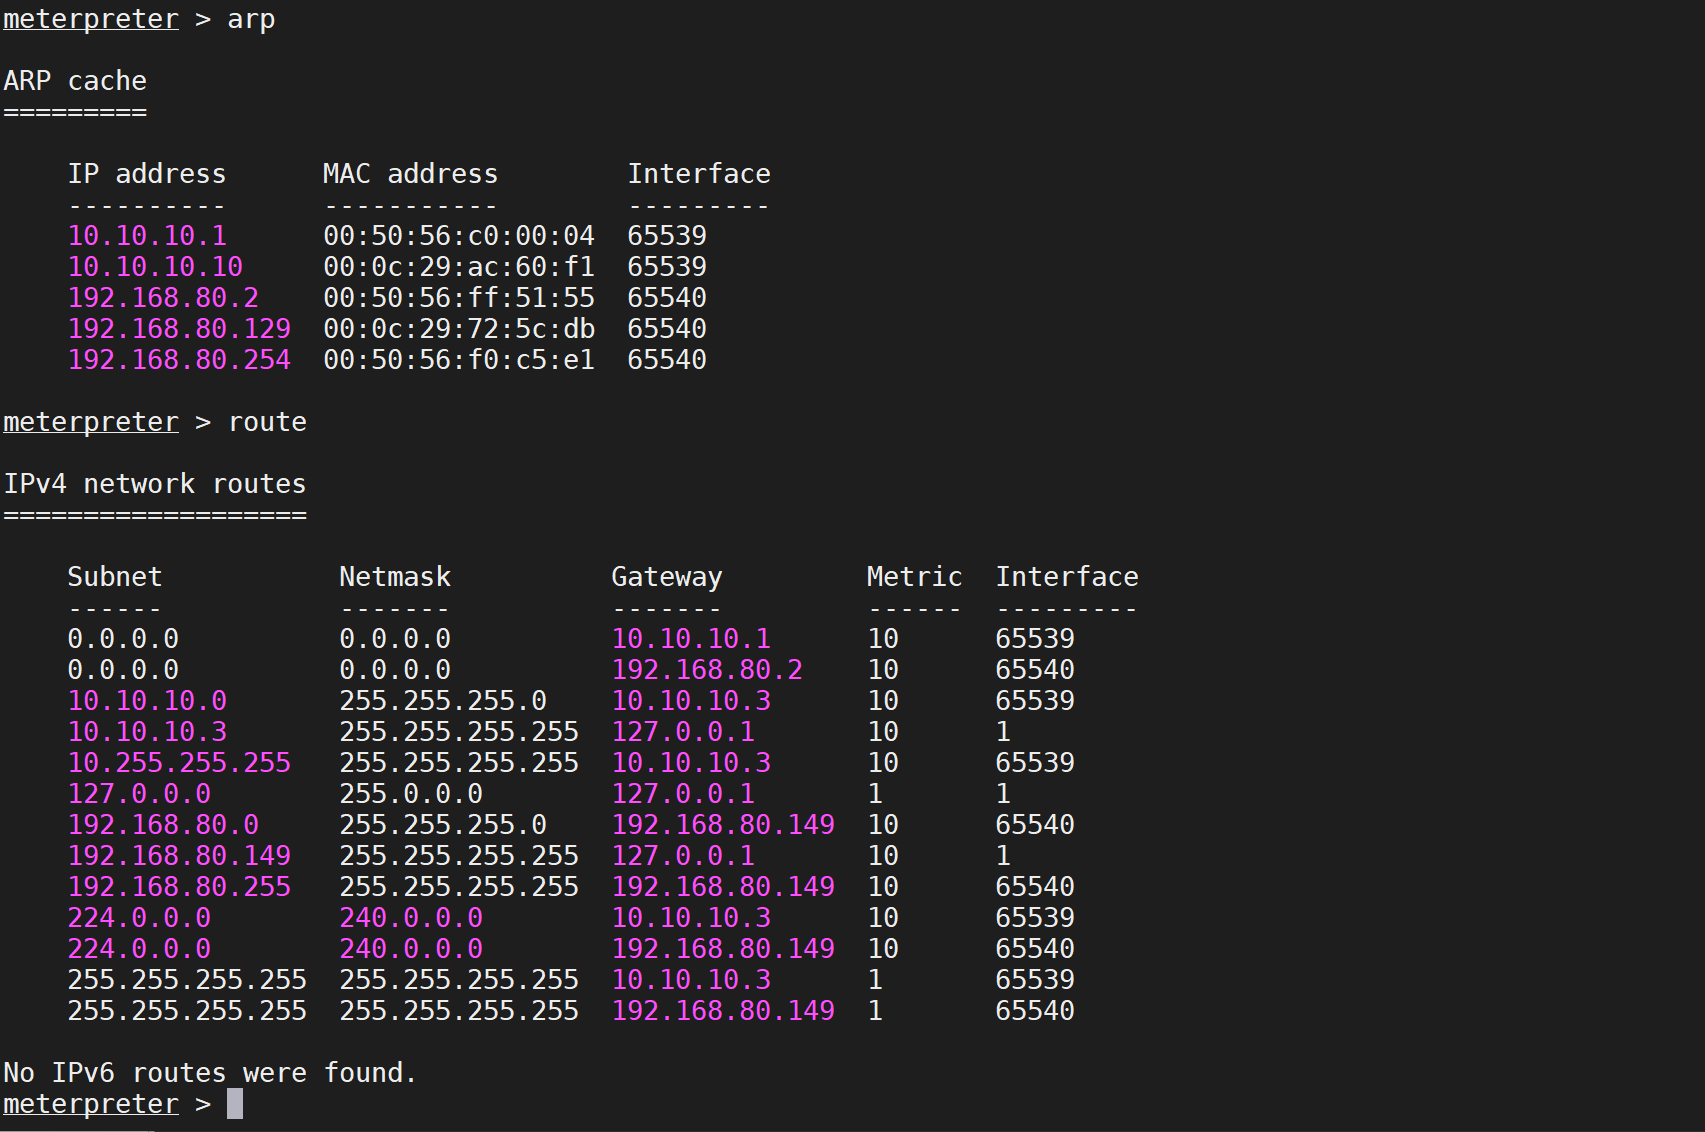 meterpreter > arp
ARP cache
=========
IP address MAC address Interface
---------- ----------- ---------
10.10.10.1 00:50:56:c0:00:04 65539
10.10.10.10 00:0c:29:ac:60:f1 65539
192.168.80.2 00:50:56:ff:51:55 65540
192.168.80.129 00:0c:29:72:5c:db 65540
192.168.80.254 00:50:56:f0:c5:e1 65540
meterpreter > route
IPv4 network routes
===================
Subnet Netmask Gateway Metric Interface
------ ------- ------- ------ ---------
0.0.0.0 0.0.0.0 10.10.10.1 10 65539
0.0.0.0 0.0.0.0 192.168.80.2 10 65540
10.10.10.0 255.255.255.0 10.10.10.3 10 65539
10.10.10.3 255.255.255.255 127.0.0.1 10 1
10.255.255.255 255.255.255.255 10.10.10.3 10 65539
127.0.0.0 255.0.0.0 127.0.0.1 1 1
192.168.80.0 255.255.255.0 192.168.80.149 10 65540
192.168.80.149 255.255.255.255 127.0.0.1 10 1
192.168.80.255 255.255.255.255 192.168.80.149 10 65540
224.0.0.0 240.0.0.0 10.10.10.3 10 65539
224.0.0.0 240.0.0.0 192.168.80.149 10 65540
255.255.255.255 255.255.255.255 10.10.10.3 1 65539
255.255.255.255 255.255.255.255 192.168.80.149 1 65540
No IPv6 routes were found.
meterpreter >